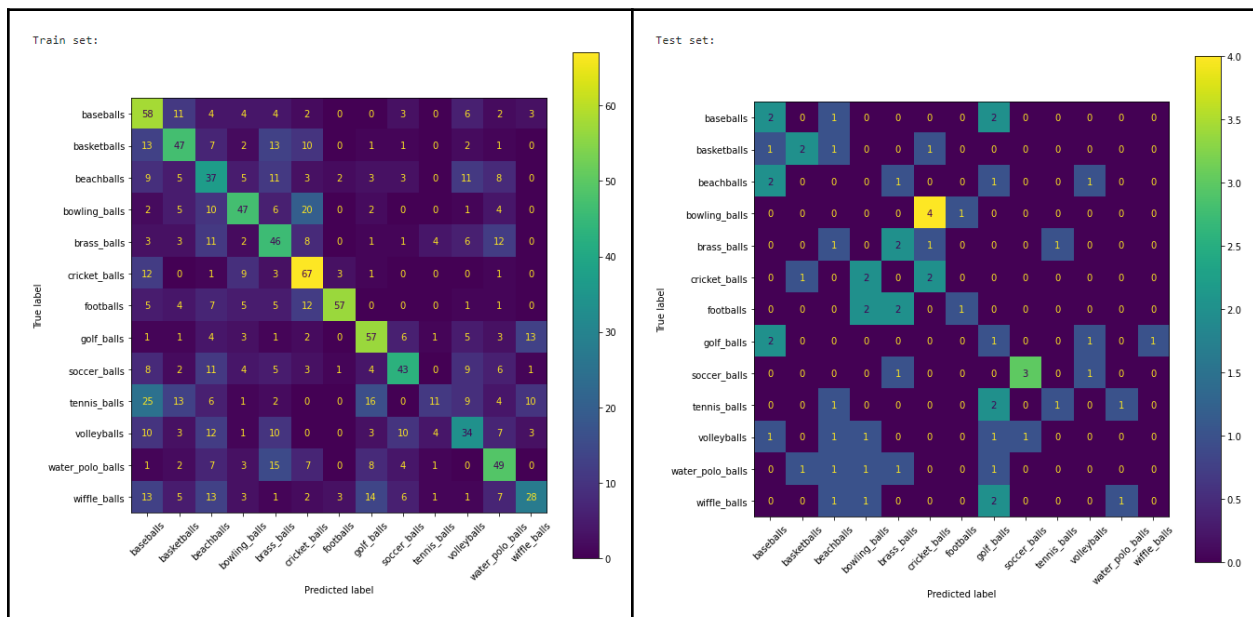 Train set:
baseballs 58 11 4 4 4 2 0 0 3 0 6 2 3
basketballs 13 47 7 2 13 10 0 1 1 0 2 1 0
beachballs 9 5 37 5 11 3 2 3 3 0 11 8 0
bowling_balls 2 5 10 47 6 20 0 2 0 0 1 4 0
brass_balls 3 3 11 2 46 8 0 1 1 4 6 12 0
cricket_balls 12 0 1 9 3 67 3 1 0 0 0 1 0
footballs 5 4 7 5 5 12 57 0 0 0 1 1 0
golf_balls 1 1 4 3 1 2 0 57 6 1 5 3 13
soccer_balls 8 2 11 4 5 3 1 4 43 0 9 6 1
tennis_balls 25 13 6 1 2 0 0 16 0 11 9 4 10
volleyballs 10 3 12 1 10 0 0 3 10 4 34 7 3
water_polo_balls 1 2 7 3 15 7 0 8 4 1 0 49 0
wiffle_balls 13 5 13 3 1 2 3 14 6 1 1 7 28
True label
baseballs basketballs beachballs bowling_balls brass_balls cricket_balls footballs golf_balls soccer_balls tennis_balls volleyballs water_polo_balls wiffle_balls
Predicted label
60
50
40
30
20
10
0
Test set:
baseballs 2 0 1 0 0 0 0 2 0 0 0 0 0
basketballs 1 2 1 0 0 1 0 0 0 0 0 0 0
beachballs 2 0 0 0 1 0 0 1 0 0 1 0 0
bowling_balls 0 0 0 0 0 4 1 0 0 0 0 0 0
brass_balls 0 0 1 0 2 1 0 0 0 1 0 0 0
cricket_balls 0 1 0 2 0 2 0 0 0 0 0 0 0
footballs 0 0 0 2 2 0 1 0 0 0 0 0 0
golf_balls 2 0 0 0 0 0 0 1 0 0 1 0 1
soccer_balls 0 0 0 0 1 0 0 0 3 0 1 0 0
tennis_balls 0 0 1 0 0 0 0 2 0 1 0 1 0
volleyballs 1 0 1 1 0 0 0 1 1 0 0 0 0
water_polo_balls 0 1 1 1 1 0 0 1 0 0 0 0 0
wiffle_balls 0 0 1 1 0 0 0 2 0 0 0 1 0
True label
baseballs basketballs beachballs bowling_balls brass_balls cricket_balls footballs golf_balls soccer_balls tennis_balls volleyballs water_polo_balls wiffle_balls
Predicted label
4.0
3.5
3.0
2.5
2.0
1.5
1.0
0.5
0.0